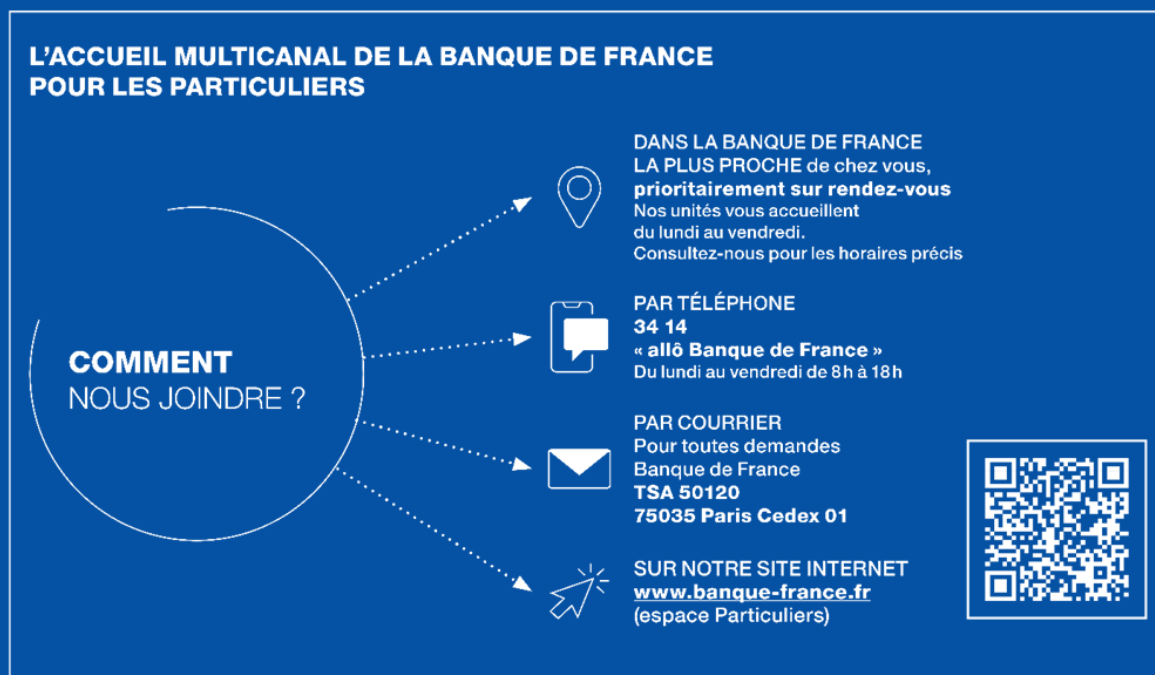 L'ACCUEIL MULTICANAL DE LA BANQUE DE FRANCE
POUR LES PARTICULIERS
COMMENT
NOUS JOINDRE ?
DANS LA BANQUE DE FRANCE
LA PLUS PROCHE de chez vous,
prioritairement sur rendez-vous
Nos unités vous accueillent
du lundi au vendredi.
Consultez-nous pour les horaires précis
PAR TÉLÉPHONE
34 14
« allô Banque de France »
Du lundi au vendredi de 8h à 18h
PAR COURRIER
Pour toutes demandes
Banque de France
TSA 50120
75035 Paris Cedex 01
SUR NOTRE SITE INTERNET
www.banque-france.fr
(espace Particuliers)